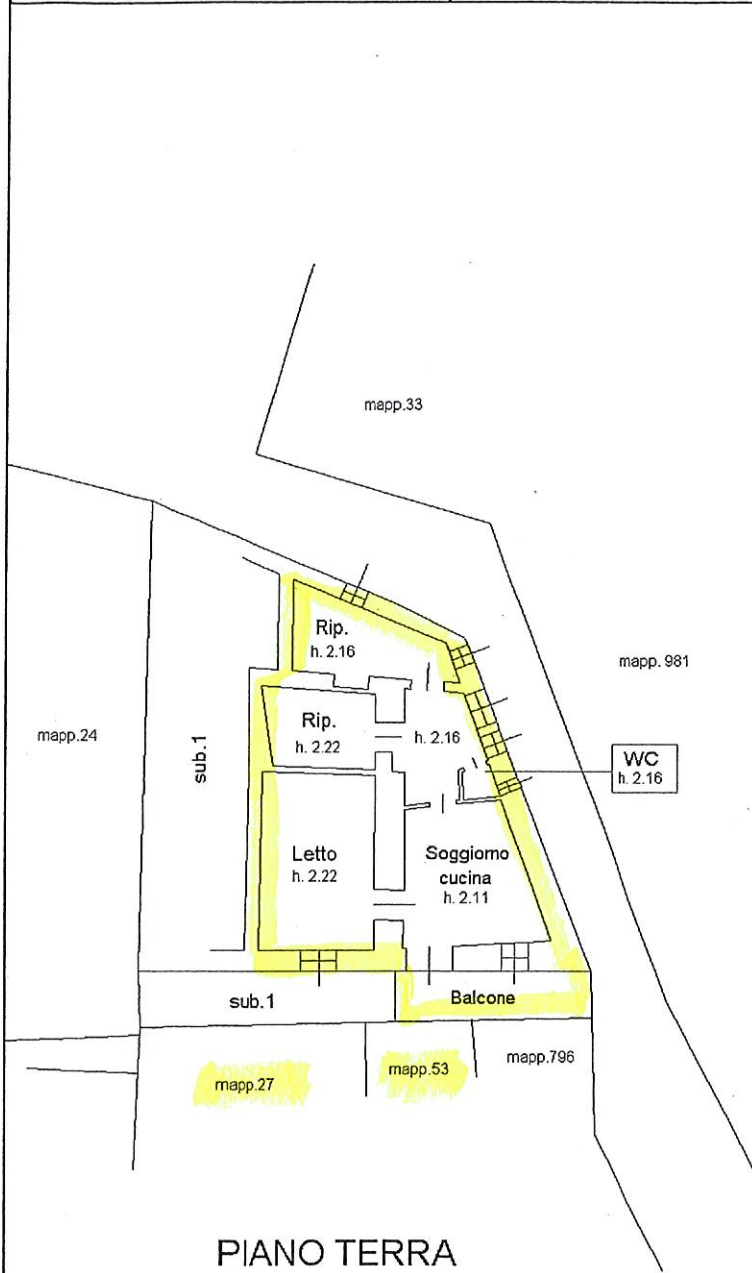 mapp.33
Rip.
h. 2.16
mapp. 981
mapp.24
sub.1
Rip.
h. 2.22
h. 2.16
WC
h. 2.16
Letto
h. 2.22
Soggiorno
cucina
h. 2.11
sub.1
Balcone
mapp.27
mapp.53
mapp.796
PIANO TERRA